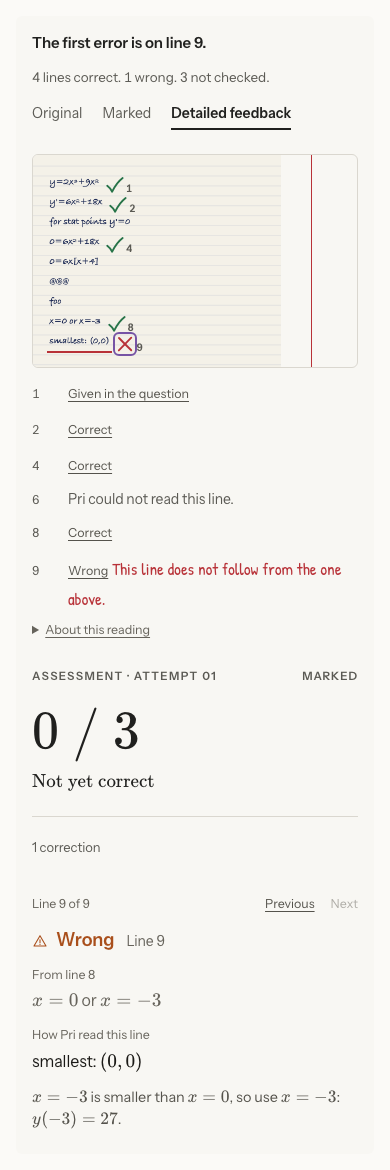 The first error is on line 9.
4 lines correct. 1 wrong. 3 not checked.
Original Marked Detailed feedback
y=2x³+9x² 1
y'=6x²+18x 2
for stat points y'=0
0=6x²+18x 4
0=6x[x+4]
@@@
foo
x=0 or x=-3 8
smallest: (0,0) 9
1 Given in the question
2 Correct
4 Correct
6 Pri could not read this line.
8 Correct
9 Wrong This line does not follow from the one
above.
About this reading
ASSESSMENT · ATTEMPT 01 MARKED
0 / 3
Not yet correct
1 correction
Line 9 of 9 Previous Next
Wrong Line 9
From line 8
x = 0 or x = −3
How Pri read this line
smallest: (0, 0)
x = −3 is smaller than x = 0, so use x = −3:
y(−3) = 27.